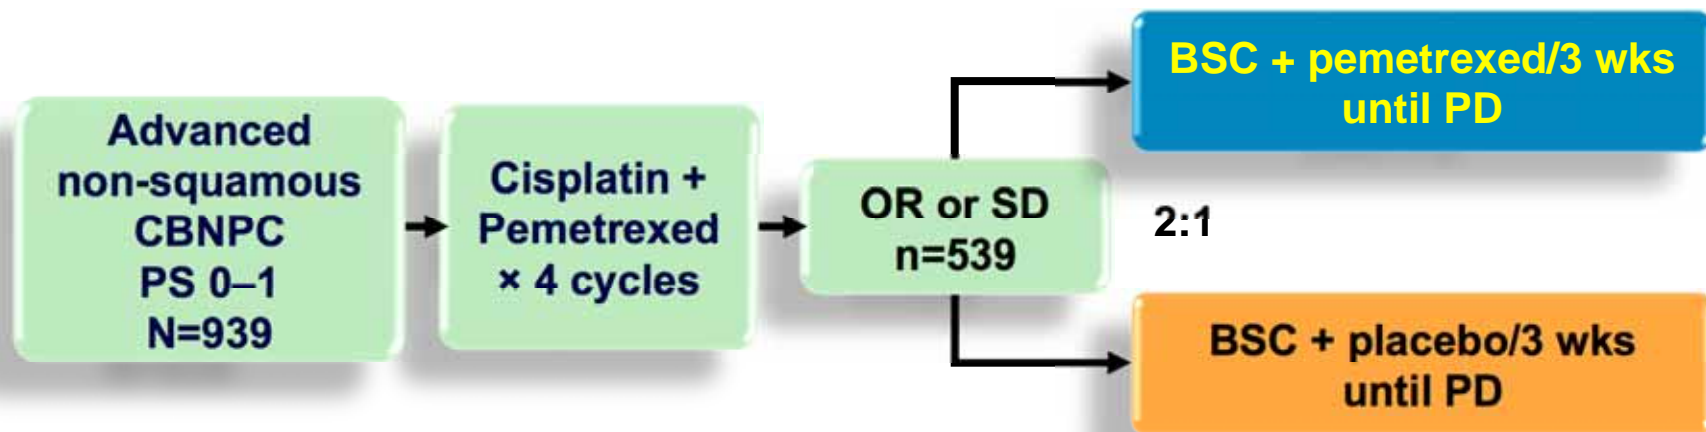 Advanced
non-squamous
CBNPC
PS 0–1
N=939
Cisplatin +
Pemetrexed
× 4 cycles
OR or SD
n=539
2:1
BSC + pemetrexed/3 wks
until PD
BSC + placebo/3 wks
until PD